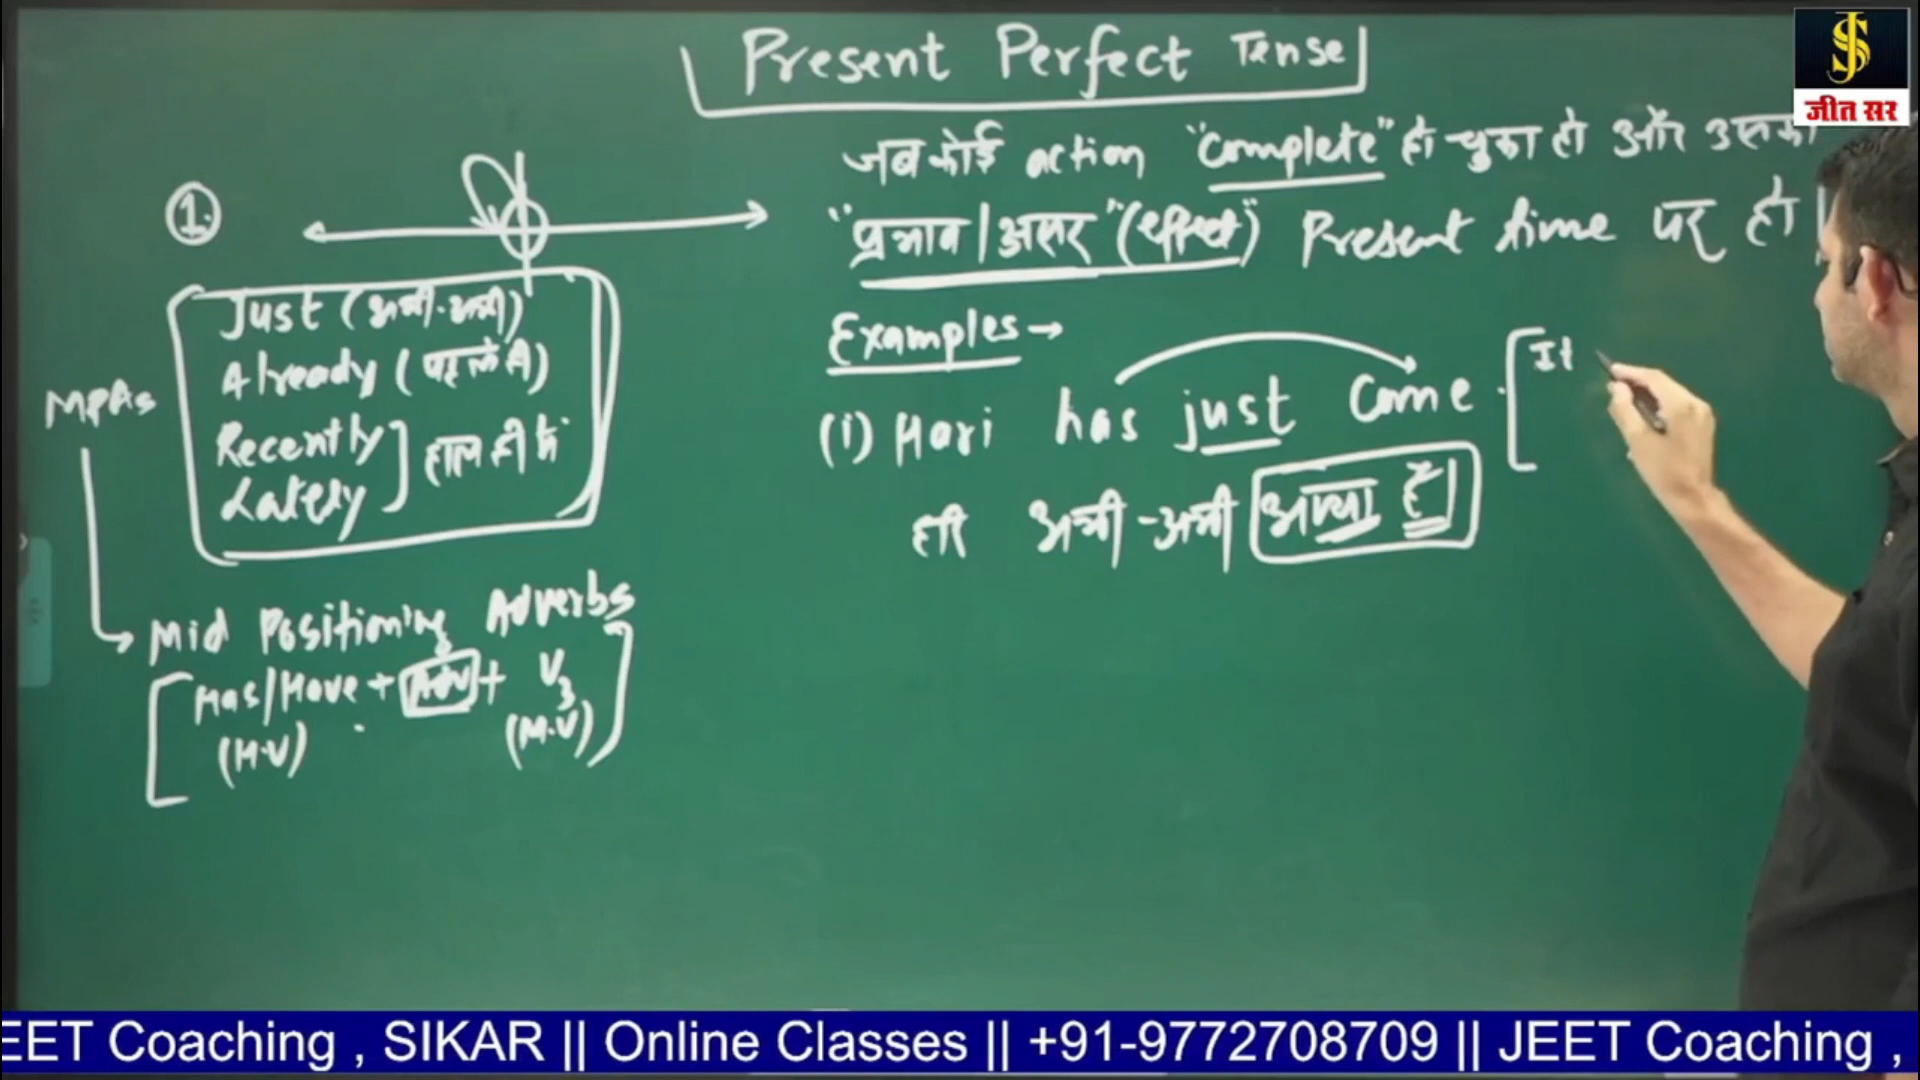 Present Perfect Tense
जीत सर
जब कोई action "complete" हो चुका हो और उसका
"प्रभाव/असर" (effect) Present time पर हो।
①
Just (अभी-अभी)
Already (पहले से)
Recently
Lately
हाल ही में
MPAs
Mid Positioning Adverbs
Has/Have + Adv + V3
(H.V) (M.V)
Examples →
(i) Hari has just Come . [It
हरि अभी-अभी आया है।
EET Coaching , SIKAR || Online Classes || +91-9772708709 || JEET Coaching ,